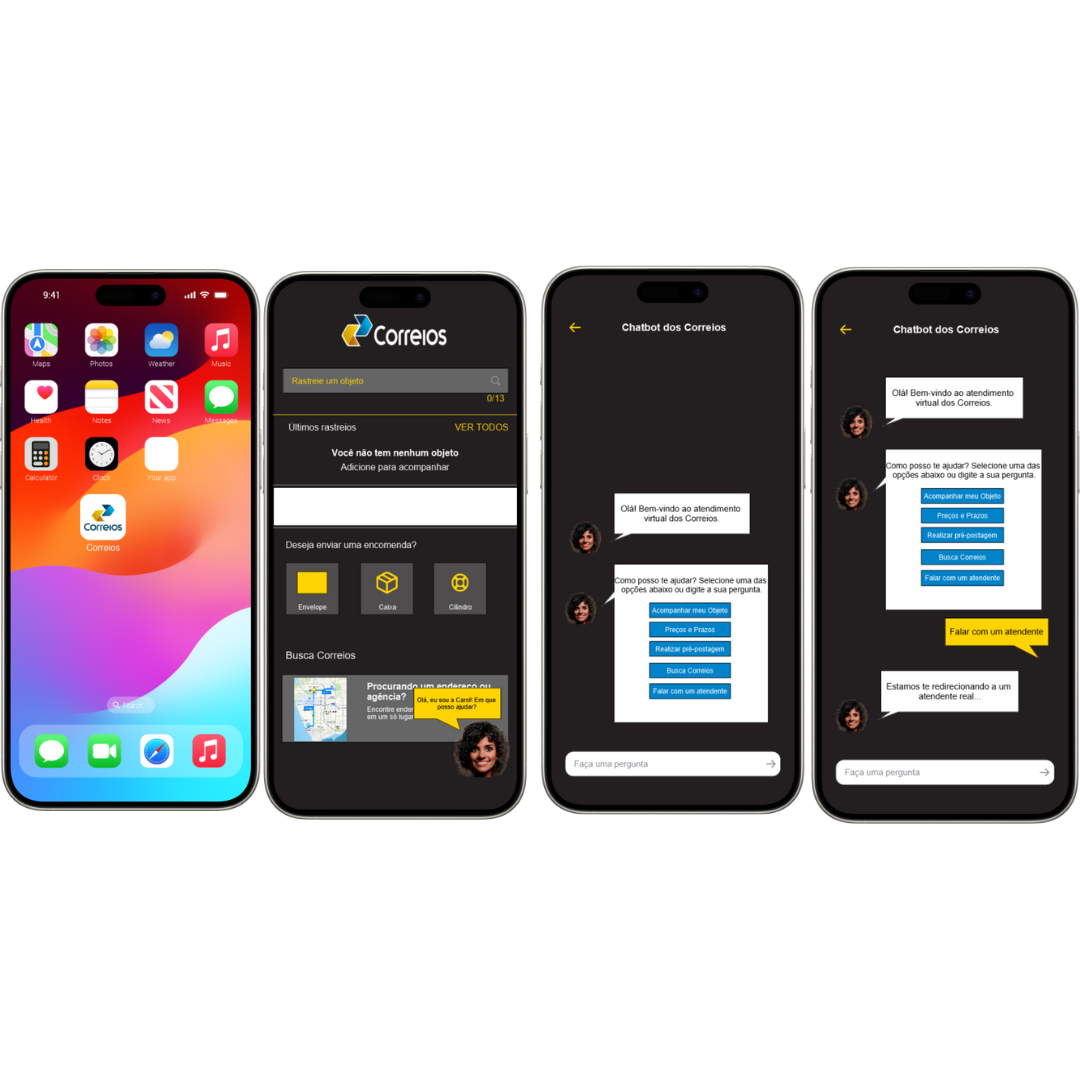 9:41
Maps
Photos
Weather
Music
Health
Notes
News
Messages
Calculator
Clock
Your app
Correios
Correios
Search
Correios
Rastreie um objeto
0/13
Últimos rastreios
VER TODOS
Você não tem nenhum objeto
Adicione para acompanhar
Deseja enviar uma encomenda?
Envelope
Caixa
Cilindro
Busca Correios
Procurando um endereço ou
agência?
Encontre
em um só lugar
Olá, eu sou a Carol! Em que
posso ajudar?
Chatbot dos Correios
Olá! Bem-vindo ao atendimento
virtual dos Correios.
Como posso te ajudar? Selecione uma das
opções abaixo ou digite a sua pergunta.
Acompanhar meu Objeto
Preços e Prazos
Realizar pré-postagem
Busca Correios
Falar com um atendente
Faça uma pergunta
Chatbot dos Correios
Olá! Bem-vindo ao atendimento
virtual dos Correios.
Como posso te ajudar? Selecione uma das
opções abaixo ou digite a sua pergunta.
Acompanhar meu Objeto
Preços e Prazos
Realizar pré-postagem
Busca Correios
Falar com um atendente
Falar com um atendente
Estamos te redirecionando a um
atendente real...
Faça uma pergunta